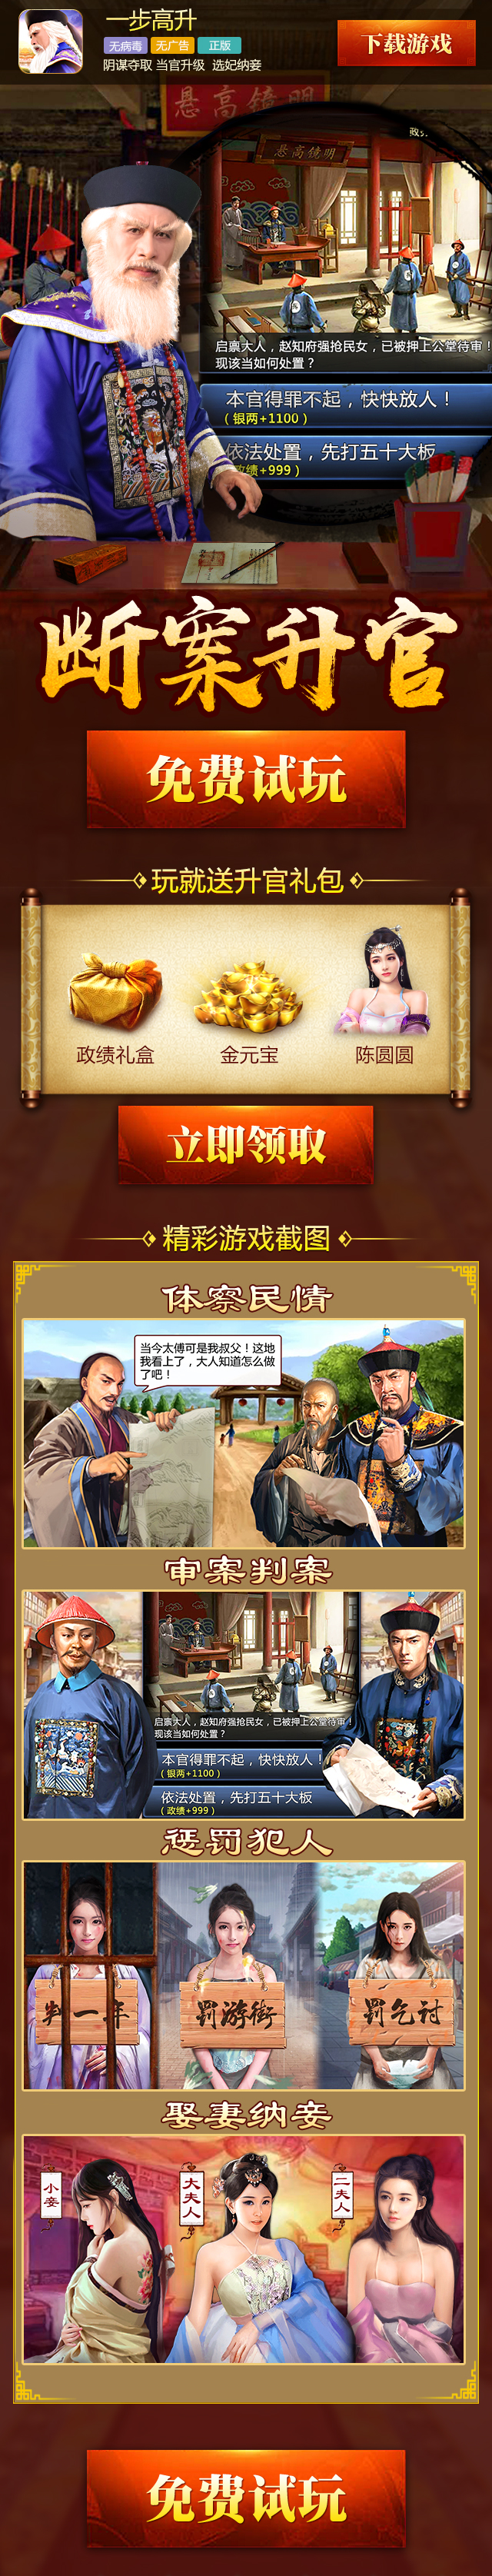 一步高升
无病毒 无广告 正版
阴谋夺取 当官升级 选妃纳妾
下载游戏
悬高镜明
悬高镜明
启禀大人，赵知府强抢民女，已被押上公堂待审！
现该当如何处置？
本官得罪不起，快快放人！
（银两+1100）
依法处置，先打五十大板
政绩+999）
断案升官
免费试玩
玩就送升官礼包
政绩礼盒 金元宝 陈圆圆
立即领取
精彩游戏截图
体察民情
当今太傅可是我叔父！这地
我看上了，大人知道怎么做
了吧！
审案判案
启禀大人，赵知府强抢民女，已被押上公堂待审！
现该当如何处置？
本官得罪不起，快快放人！
（银两+1100）
依法处置，先打五十大板
（政绩+999）
惩罚犯人
判一年 罚游街 罚乞讨
娶妻纳妾
小妾 大夫人 二夫人
免费试玩